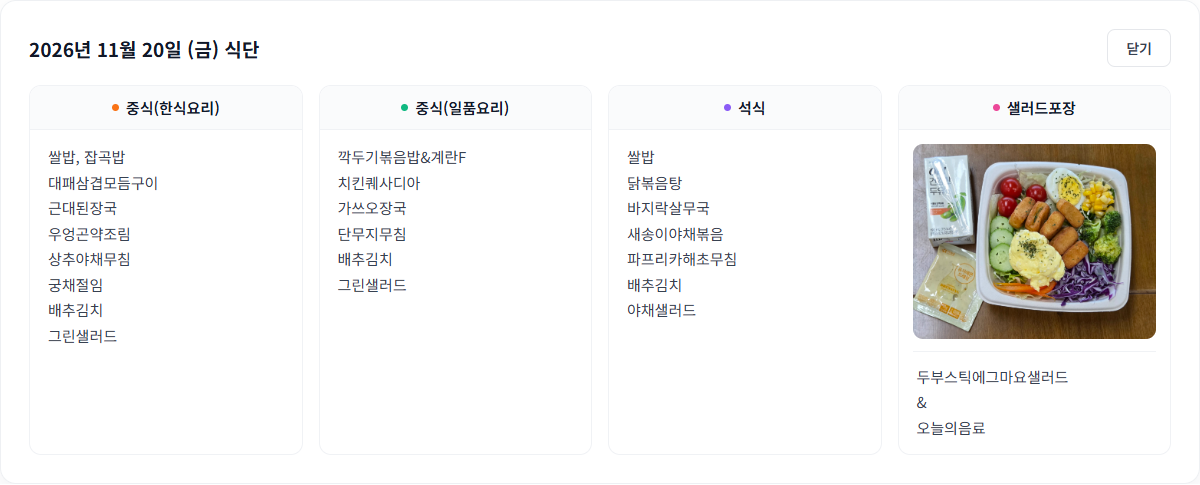 2026년 11월 20일 (금) 식단
닫기
중식(한식요리)
쌀밥, 잡곡밥
대패삼겹모듬구이
근대된장국
우엉곤약조림
상추야채무침
궁채절임
배추김치
그린샐러드
중식(일품요리)
깍두기볶음밥&계란F
치킨퀘사디아
가쓰오장국
단무지무침
배추김치
그린샐러드
석식
쌀밥
닭볶음탕
바지락살무국
새송이야채볶음
파프리카해초무침
배추김치
야채샐러드
샐러드포장
두부스틱에그마요샐러드
&
오늘의음료